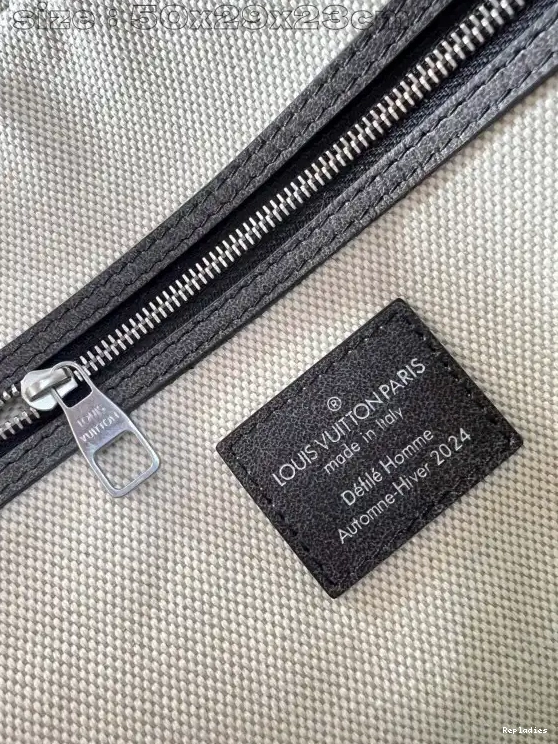 size : 50x29x23cm
®
LOUIS VUITTON PARIS
made in italy
Défilé Homme
Automne-Hiver 2024
LOUIS
VUITTON
Repladies